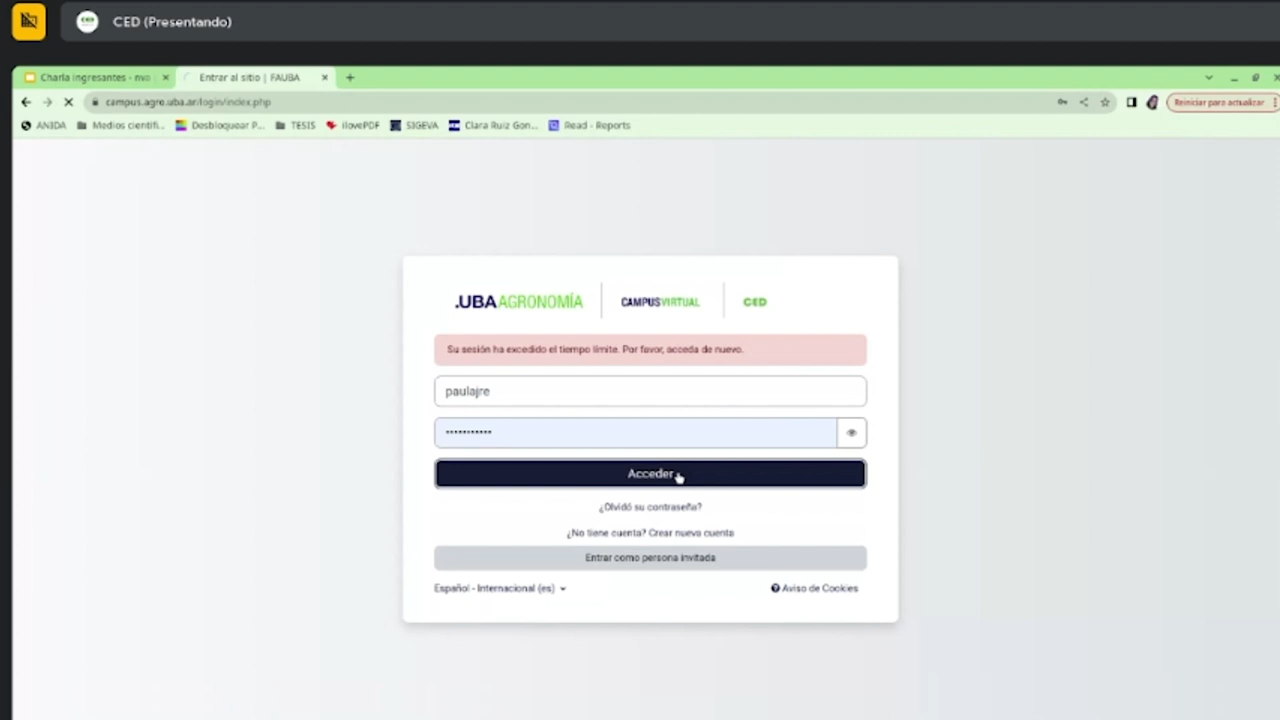 CED (Presentando)
Charla ingresantes - nvo
Entrar al sitio | FAUBA
campus.agro.uba.ar/login/index.php
Reiniciar para actualizar
ANIDA Medios científi... Desbloquear P... TESIS iLovePDF SIGEVA Clara Ruiz Gon... Read - Reports
.UBAAGRONOMÍA CAMPUSVIRTUAL CED
Su sesión ha excedido el tiempo límite. Por favor, acceda de nuevo.
paulajre
Acceder
¿Olvidó su contraseña?
¿No tiene cuenta? Crear nueva cuenta
Entrar como persona invitada
Español - Internacional (es)
Aviso de Cookies